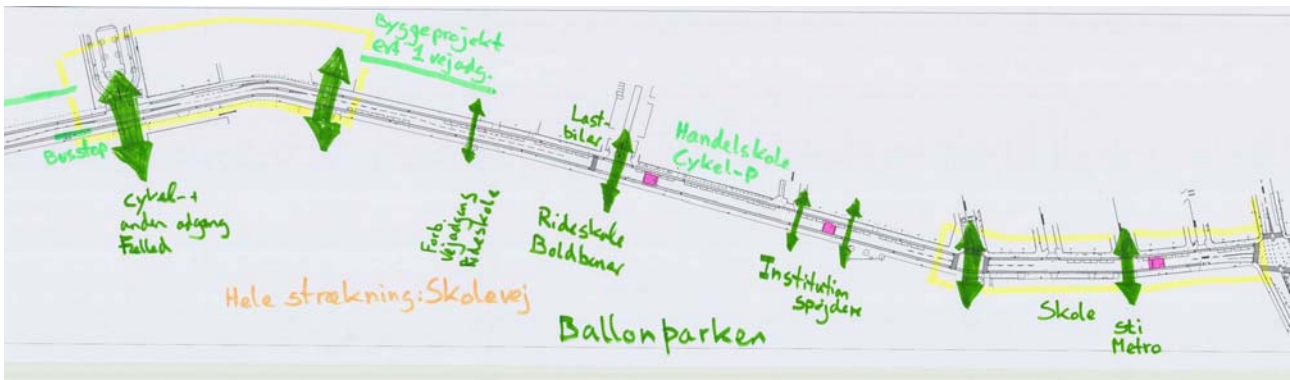 Byggeprojekt
evt 1 vejadg.
Busstop
cykel- +
anden adgang
Fælled
Forb.
vejadgang
Rideskole
Last-
biler
Rideskole
Boldbaner
Handelskole
Cykel-P
Institution
spejdere
Skole
sti
Metro
Hele strækning: Skolevej
Ballonparken